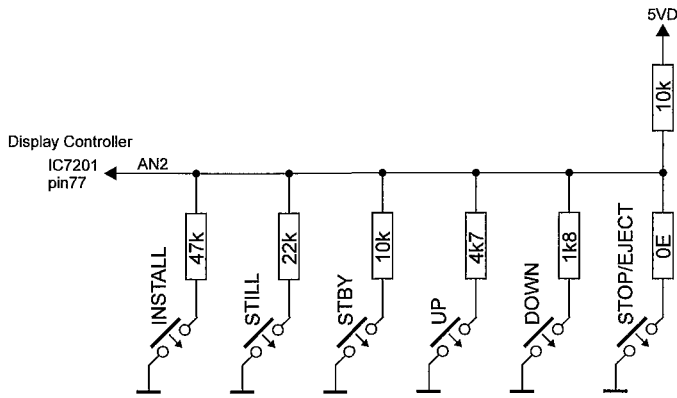 5VD
10k
Display Controller
IC7201
AN2
pin77
47k
22k
10k
4k7
1k8
0E
INSTALL
STILL
STBY
UP
DOWN
STOP/EJECT